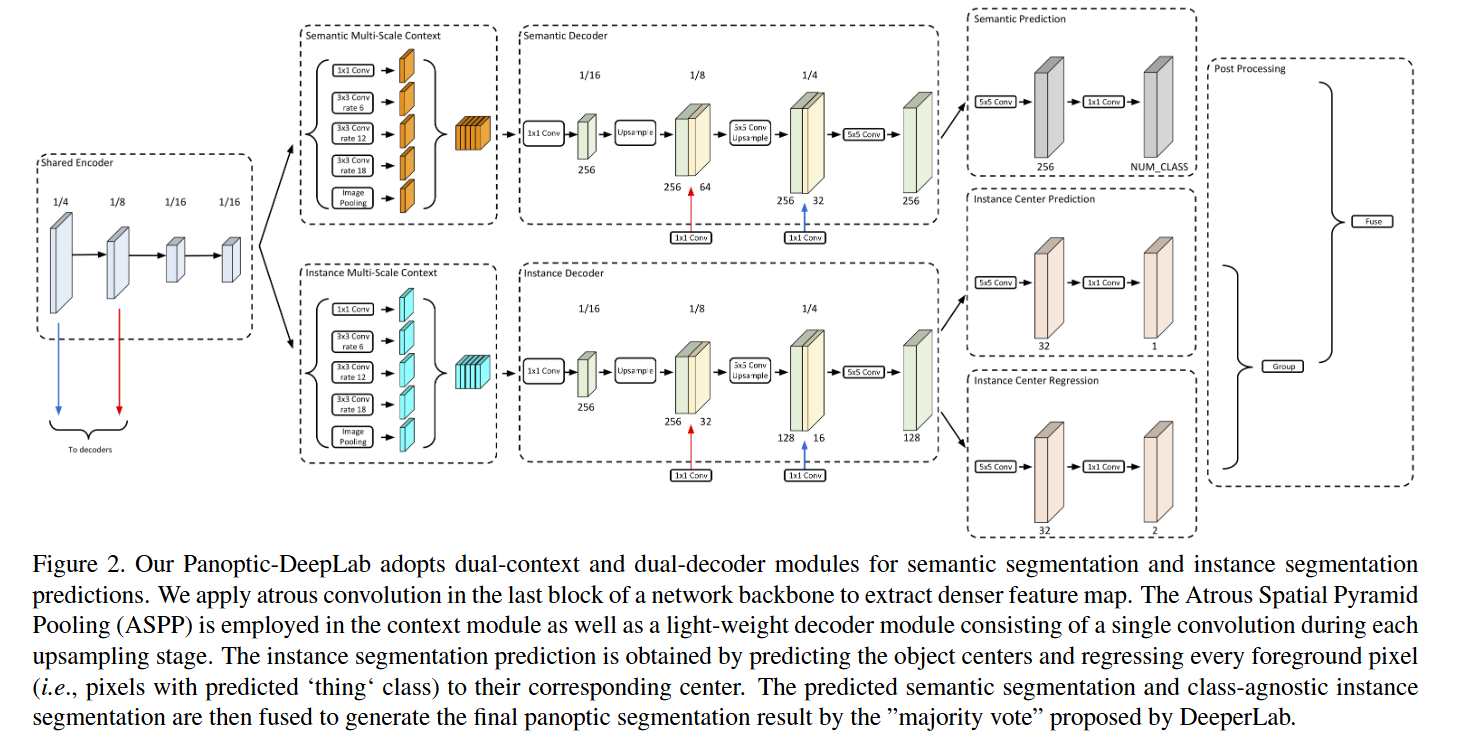 Shared Encoder
1/4
1/8
1/16
1/16
To decoders
Semantic Multi-Scale Context
1x1 Conv
3x3 Conv
rate 6
3x3 Conv
rate 12
3x3 Conv
rate 18
Image
Pooling
Semantic Decoder
1/16
1/8
1/4
1x1 Conv
256
Upsample
256 64
1x1 Conv
5x5 Conv
Upsample
256 32
1x1 Conv
5x5 Conv
256
Semantic Prediction
5x5 Conv
256
1x1 Conv
NUM_CLASS
Instance Multi-Scale Context
1x1 Conv
3x3 Conv
rate 6
3x3 Conv
rate 12
3x3 Conv
rate 18
Image
Pooling
Instance Decoder
1/16
1/8
1/4
1x1 Conv
256
Upsample
256 32
1x1 Conv
5x5 Conv
Upsample
128 16
1x1 Conv
5x5 Conv
128
Instance Center Prediction
5x5 Conv
32
1x1 Conv
1
Instance Center Regression
5x5 Conv
32
1x1 Conv
2
Post Processing
Group
Fuse
Figure 2. Our Panoptic-DeepLab adopts dual-context and dual-decoder modules for semantic segmentation and instance segmentation
predictions. We apply atrous convolution in the last block of a network backbone to extract denser feature map. The Atrous Spatial Pyramid
Pooling (ASPP) is employed in the context module as well as a light-weight decoder module consisting of a single convolution during each
upsampling stage. The instance segmentation prediction is obtained by predicting the object centers and regressing every foreground pixel
(i.e., pixels with predicted ‘thing‘ class) to their corresponding center. The predicted semantic segmentation and class-agnostic instance
segmentation are then fused to generate the final panoptic segmentation result by the ”majority vote” proposed by DeeperLab.